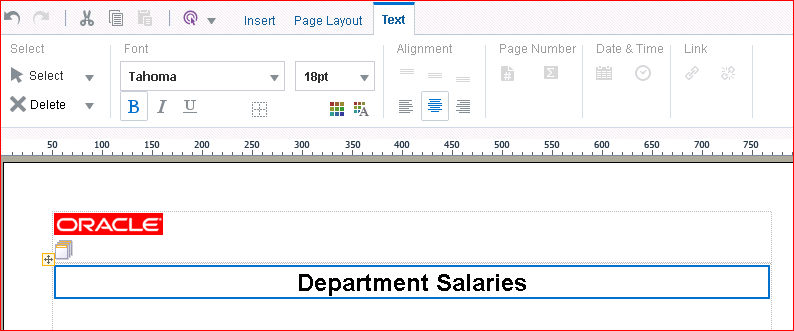 Insert Page Layout Text
Select Font Alignment Page Number Date & Time Link
Select Tahoma 18pt
Delete B I U
50 100 150 200 250 300 350 400 450 500 550 600 650 700 750
ORACLE
Department Salaries